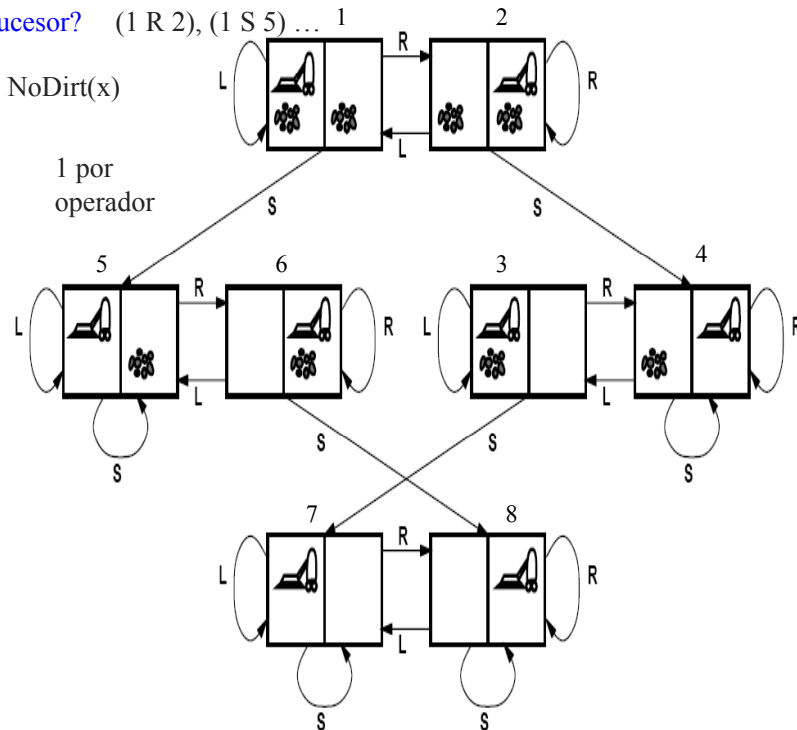 ucesor? (1 R 2), (1 S 5) …
1 2
R
L R
NoDirt(x)
L
1 por
operador
S S
5 6 3 4
R R
L R L R
L L
S S
S S
7 8
R
L R
L
S S